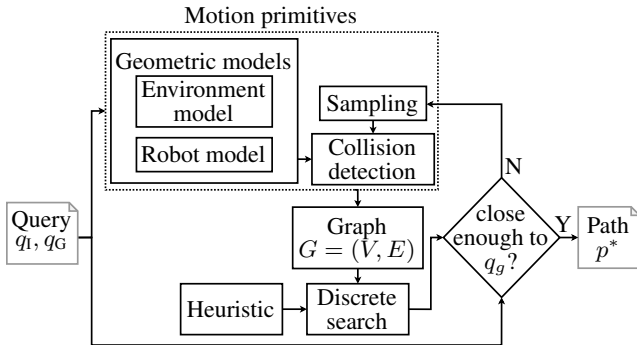 Motion primitives
Geometric models
Environment
model
Robot model
Sampling
Collision
detection
N
Query
q_I, q_G
Graph
G = (V, E)
close
enough to
q_g?
Y
Path
p*
Heuristic
Discrete
search